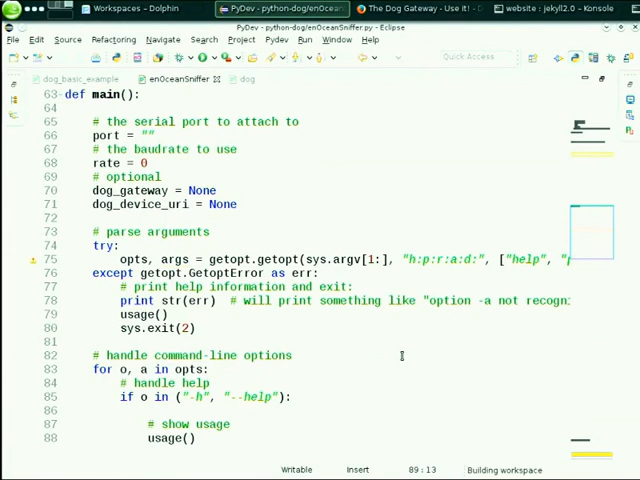 Workspaces – Dolphin
PyDev - python-dog/enOcean
The Dog Gateway - Use it! -
website : jekyll2.0 – Konsole
PyDev - python-dog/enOceanSniffer.py - Eclipse
File Edit Source Refactoring Navigate Search Project Pydev Run Window Help
Quick Access
dog_basic_example
enOceanSniffer
dog
63 def main():
64
65 # the serial port to attach to
66 port = ""
67 # the baudrate to use
68 rate = 0
69 # optional
70 dog_gateway = None
71 dog_device_uri = None
72
73 # parse arguments
74 try:
75 opts, args = getopt.getopt(sys.argv[1:], "h:p:r:a:d:", ["help", "p
76 except getopt.GetoptError as err:
77 # print help information and exit:
78 print str(err) # will print something like "option -a not recogni
79 usage()
80 sys.exit(2)
81
82 # handle command-line options
83 for o, a in opts:
84 # handle help
85 if o in ("-h", "--help"):
86
87 # show usage
88 usage()
Writable Insert 89 : 13 Building workspace